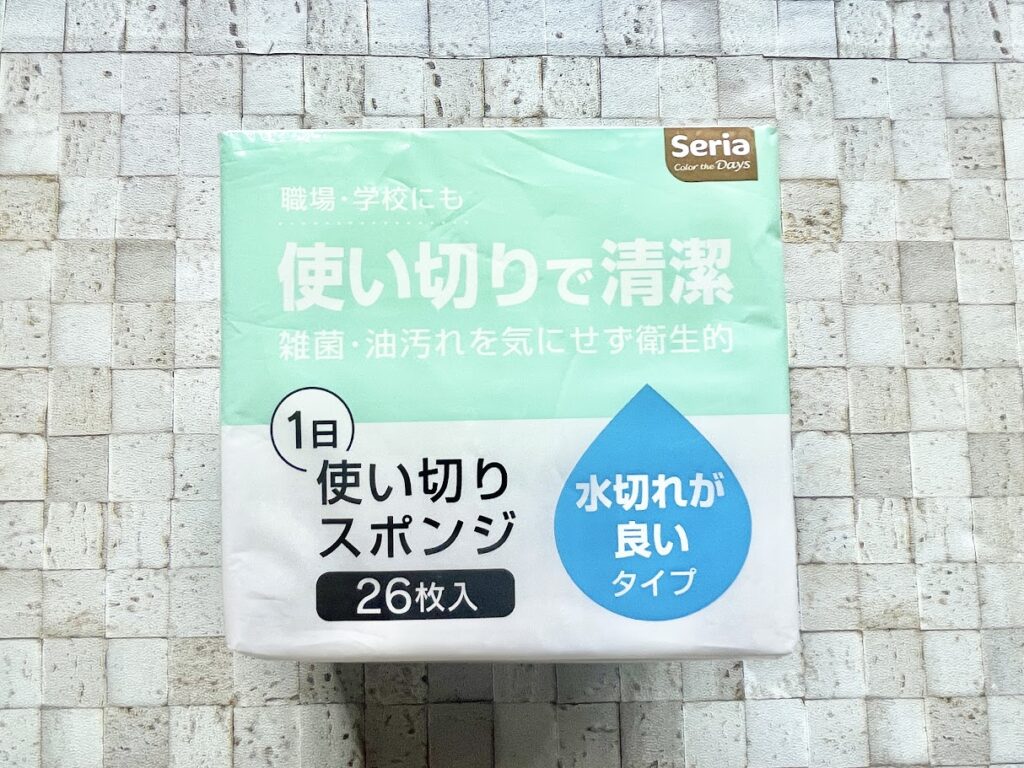 Seria
Color the Days
職場・学校にも
使い切りで清潔
雑菌・油汚れを気にせず衛生的
1日
使い切り
スポンジ
26枚入
水切れが
良い
タイプ